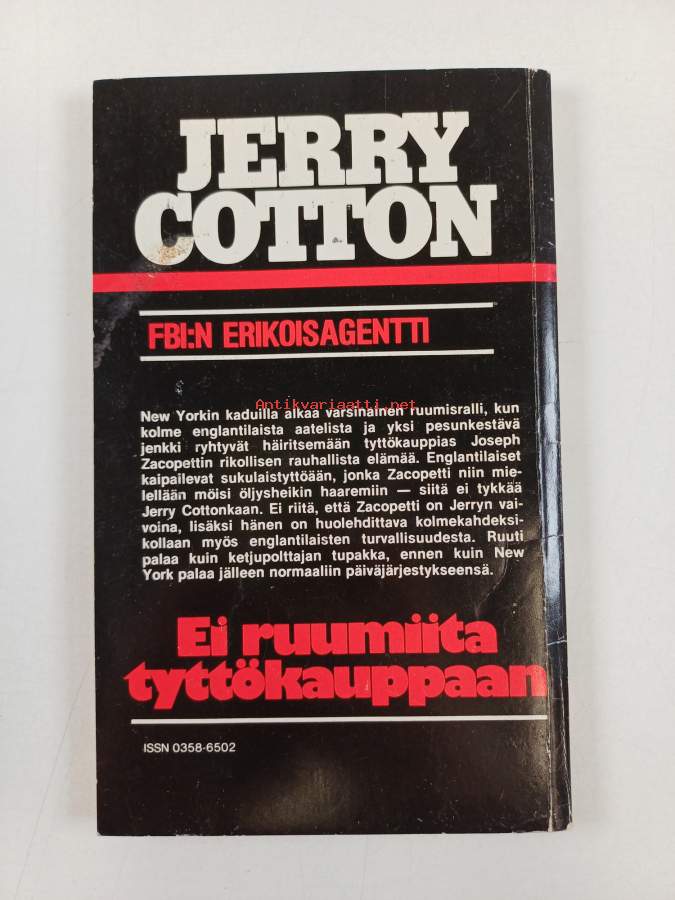 JERRY
COTTON
FBI:N ERIKOISAGENTTI
Antikvariaatti.net
New Yorkin kaduilla alkaa varsinainen ruumisralli, kun
kolme englantilaista aatelista ja yksi pesunkestävä
jenkki ryhtyvät häiritsemään tyttökauppias Joseph
Zacopettin rikollisen rauhallista elämää. Englantilaiset
kaipailevat sukulaistyttöään, jonka Zacopetti niin mie-
lellään möisi öljysheikin haaremiin — siitä ei tykkää
Jerry Cottonkaan. Ei riitä, että Zacopetti on Jerryn vai-
voina, lisäksi hänen on huolehdittava kolmekahdeksi-
kollaan myös englantilaisten turvallisuudesta. Ruuti
palaa kuin ketjupolttajan tupakka, ennen kuin New
York palaa jälleen normaaliin päiväjärjestykseensä.
Ei ruumiita
tyttökauppaan
ISSN 0358-6502